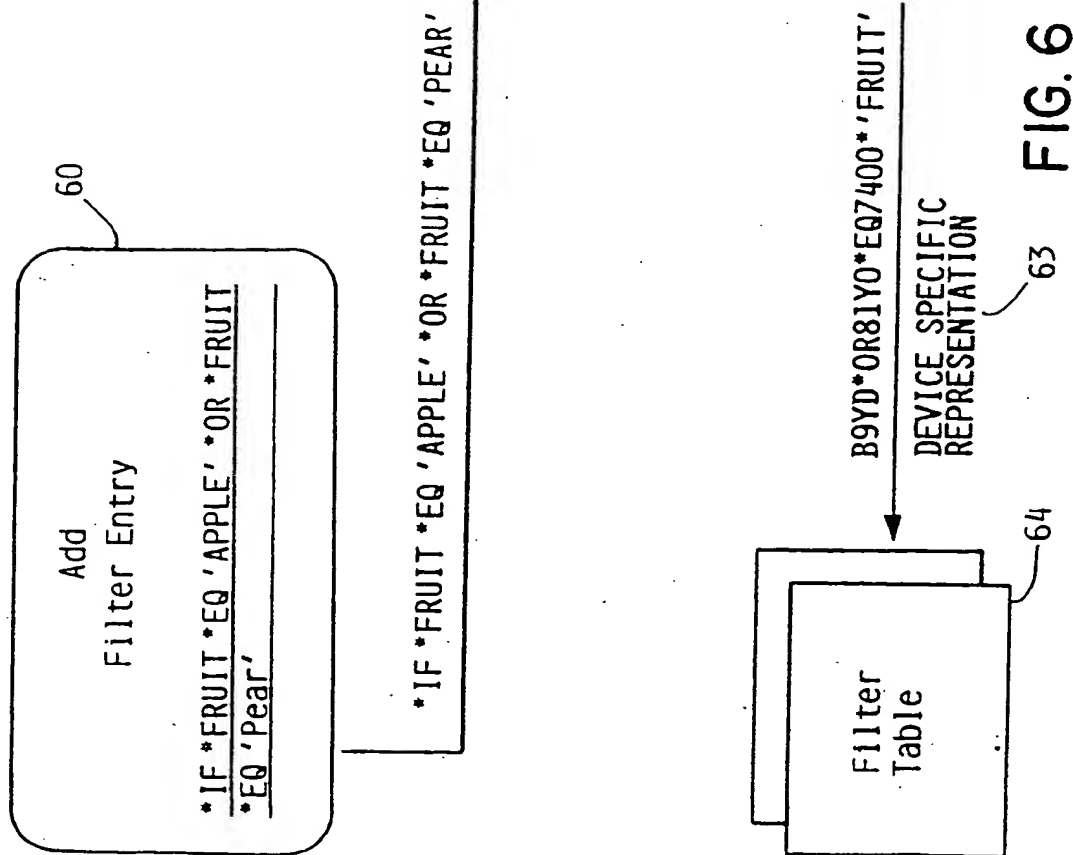 60
Add
Filter Entry
*IF *FRUIT *EQ 'APPLE' *OR *FRUIT
*EQ 'Pear'
*IF *FRUIT *EQ 'APPLE' *OR *FRUIT *EQ 'PEAR'
B9YD*OR81YO*EQ7400*'FRUIT'
DEVICE SPECIFIC
REPRESENTATION
63
Filter
Table
64
FIG. 6